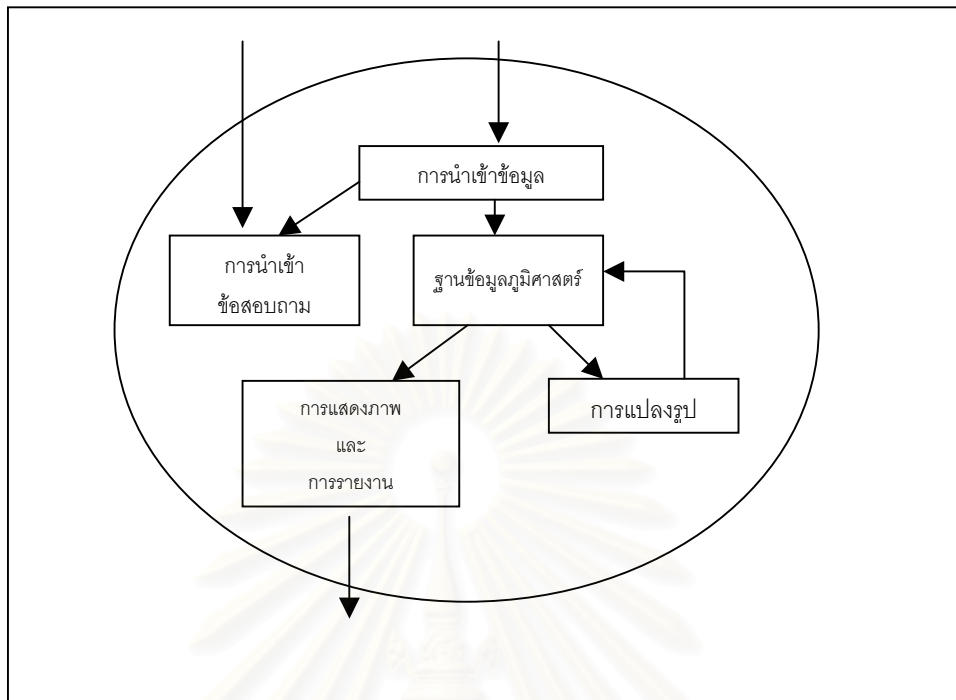 การนำเข้าข้อมูล
การนำเข้า
ข้อสอบถาม
ฐานข้อมูลภูมิศาสตร์
การแสดงภาพ
และ
การรายงาน
การแปลงรูป